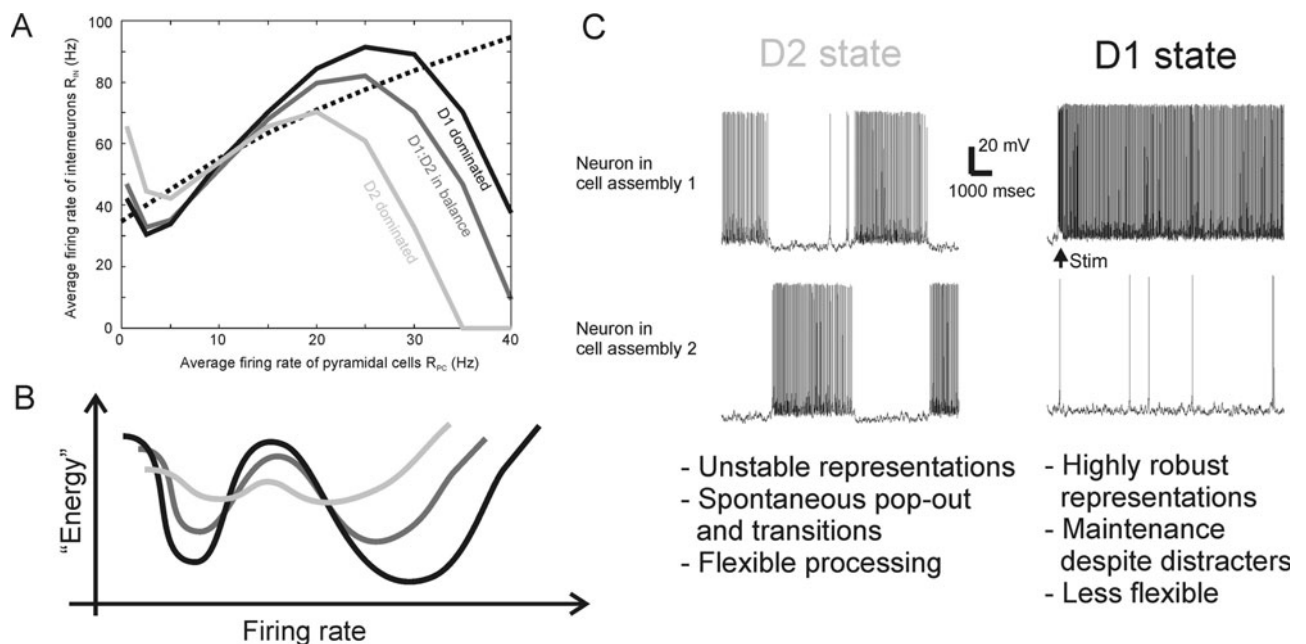 A
100
80
60
40
20
0
Average firing rate of interneurons R_IN (Hz)
D1 dominated
D1:D2 in balance
D2 dominated
0
10
20
30
40
Average firing rate of pyramidal cells R_PC (Hz)
B
“Energy”
Firing rate
C
D2 state
D1 state
Neuron in
cell assembly 1
20 mV
1000 msec
Stim
Neuron in
cell assembly 2
- Unstable representations
- Spontaneous pop-out
and transitions
- Flexible processing
- Highly robust
representations
- Maintenance
despite distracters
- Less flexible